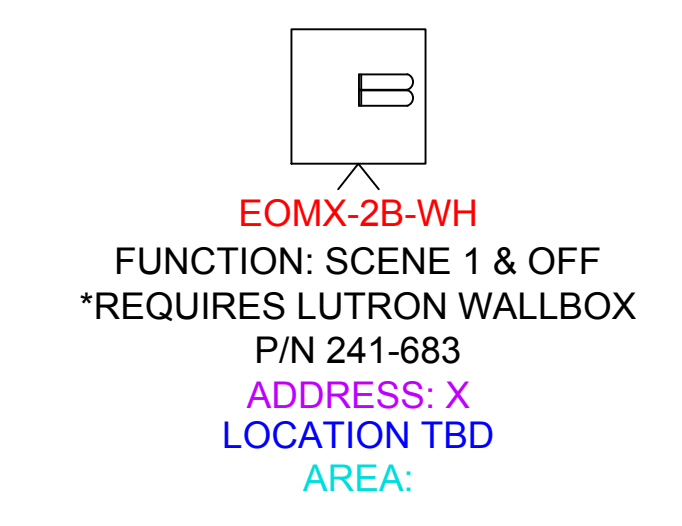 EOMX-2B-WH
FUNCTION: SCENE 1 & OFF
*REQUIRES LUTRON WALLBOX
P/N 241-683
ADDRESS: X
LOCATION TBD
AREA: